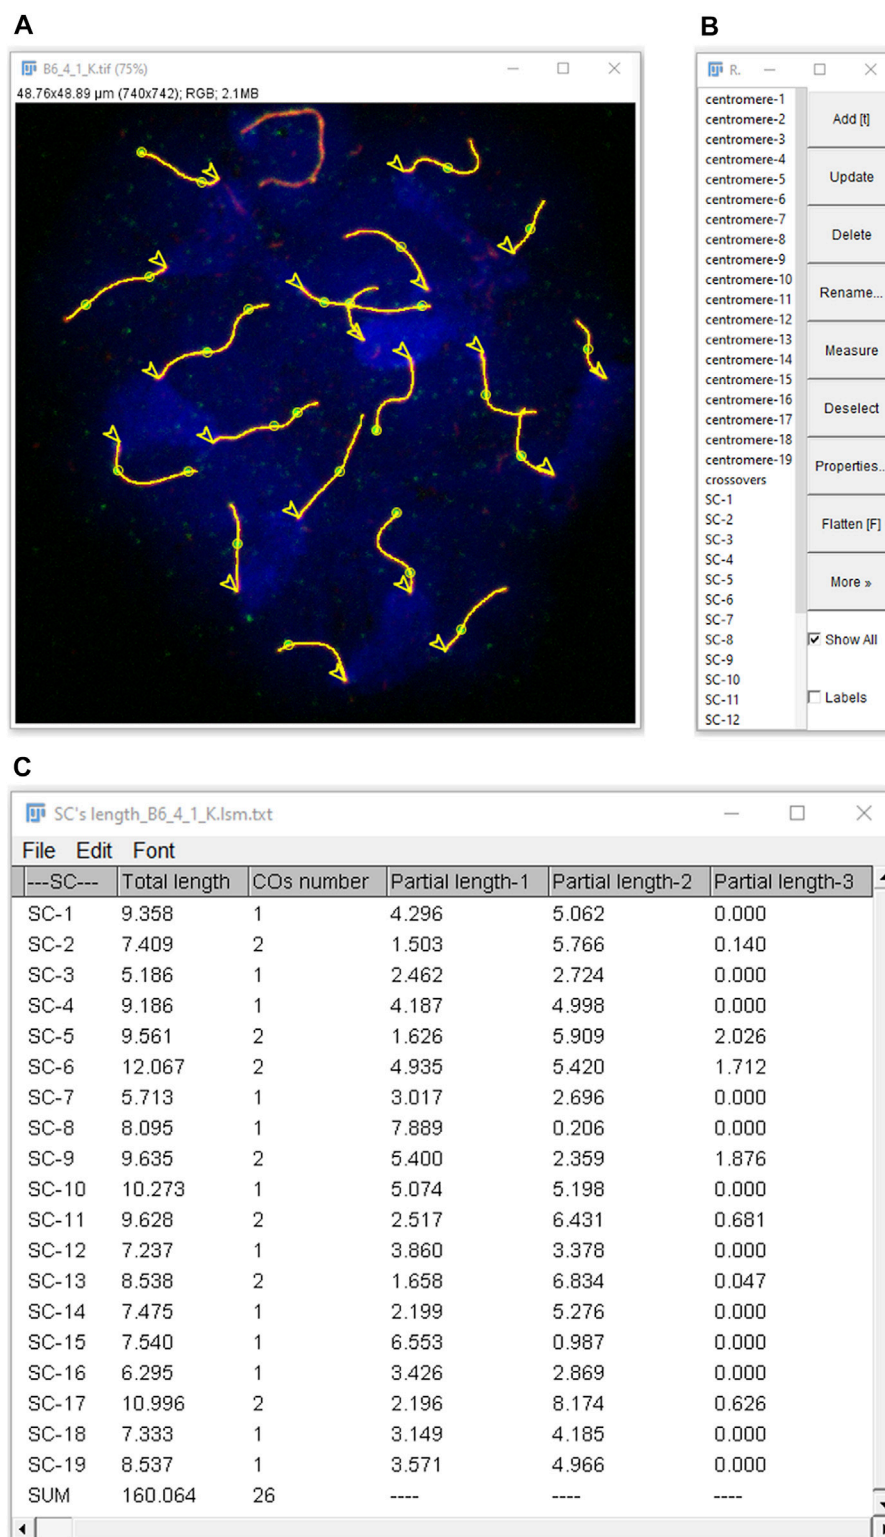 A
B6_4_1_K.tif (75%)
48.76x48.89 µm (740x742); RGB; 2.1MB
B
R.
centromere-1
centromere-2
centromere-3
centromere-4
centromere-5
centromere-6
centromere-7
centromere-8
centromere-9
centromere-10
centromere-11
centromere-12
centromere-13
centromere-14
centromere-15
centromere-16
centromere-17
centromere-18
centromere-19
crossovers
SC-1
SC-2
SC-3
SC-4
SC-5
SC-6
SC-7
SC-8
SC-9
SC-10
SC-11
SC-12
Add [t]
Update
Delete
Rename...
Measure
Deselect
Properties...
Flatten [F]
More »
Show All
Labels
C
SC's length_B6_4_1_K.lsm.txt
File Edit Font
---SC--- Total length COs number Partial length-1 Partial length-2 Partial length-3
SC-1 9.358 1 4.296 5.062 0.000
SC-2 7.409 2 1.503 5.766 0.140
SC-3 5.186 1 2.462 2.724 0.000
SC-4 9.186 1 4.187 4.998 0.000
SC-5 9.561 2 1.626 5.909 2.026
SC-6 12.067 2 4.935 5.420 1.712
SC-7 5.713 1 3.017 2.696 0.000
SC-8 8.095 1 7.889 0.206 0.000
SC-9 9.635 2 5.400 2.359 1.876
SC-10 10.273 1 5.074 5.198 0.000
SC-11 9.628 2 2.517 6.431 0.681
SC-12 7.237 1 3.860 3.378 0.000
SC-13 8.538 2 1.658 6.834 0.047
SC-14 7.475 1 2.199 5.276 0.000
SC-15 7.540 1 6.553 0.987 0.000
SC-16 6.295 1 3.426 2.869 0.000
SC-17 10.996 2 2.196 8.174 0.626
SC-18 7.333 1 3.149 4.185 0.000
SC-19 8.537 1 3.571 4.966 0.000
SUM 160.064 26 ---- ---- ----